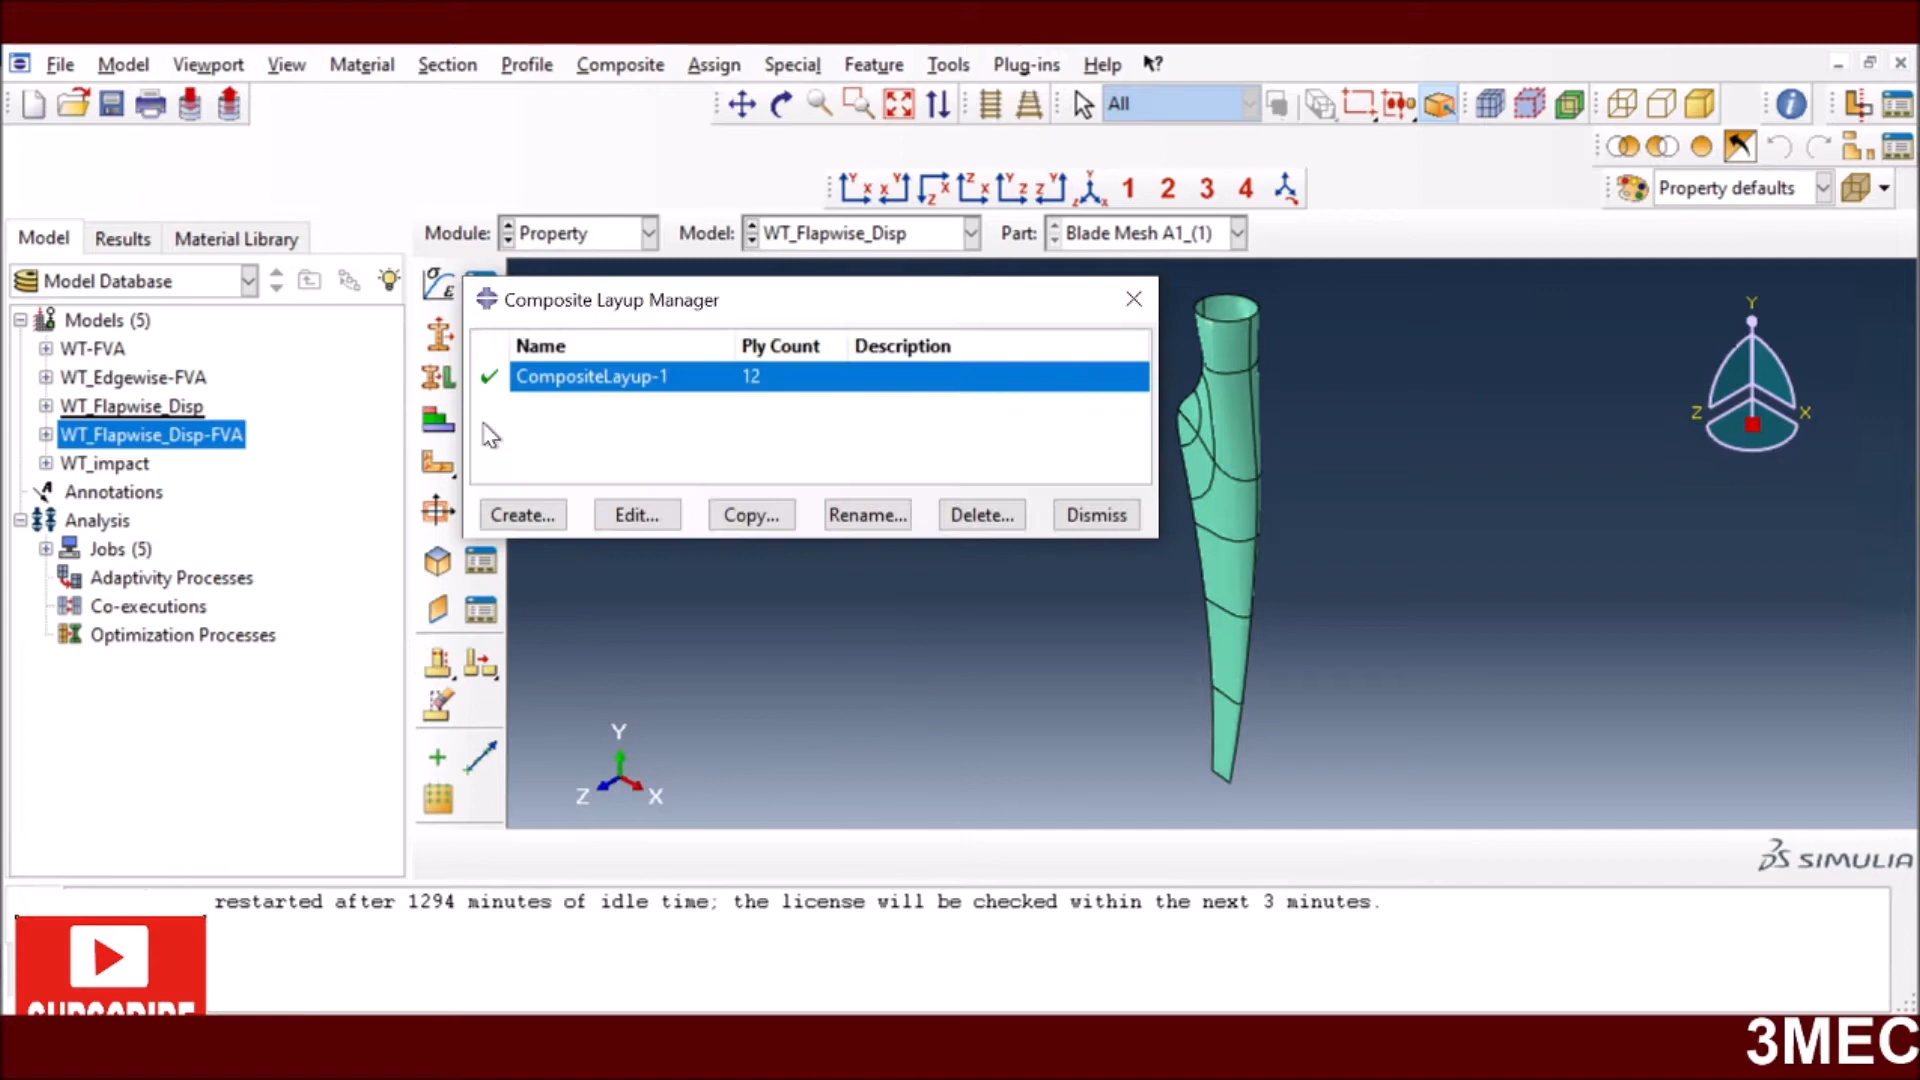 File Model Viewport View Material Section Profile Composite Assign Special Feature Tools Plug-ins Help
All
1 2 3 4
Property defaults
Model Results Material Library
Module: Property Model: WT_Flapwise_Disp Part: Blade Mesh A1_(1)
Model Database
Models (5)
WT-FVA
WT_Edgewise-FVA
WT_Flapwise_Disp
WT_Flapwise_Disp-FVA
WT_impact
Annotations
Analysis
Jobs (5)
Adaptivity Processes
Co-executions
Optimization Processes
Composite Layup Manager
Name Ply Count Description
CompositeLayup-1 12
Create... Edit... Copy... Rename... Delete... Dismiss
Y
Z X
Y
Z X
SIMULIA
restarted after 1294 minutes of idle time; the license will be checked within the next 3 minutes.
SUBSCRIBE
3MEC